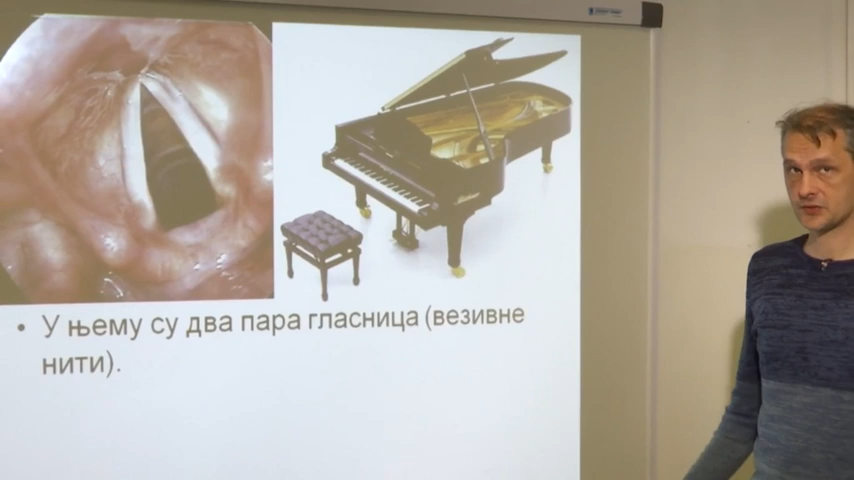 • У њему су два пара гласница (везивне
нити).